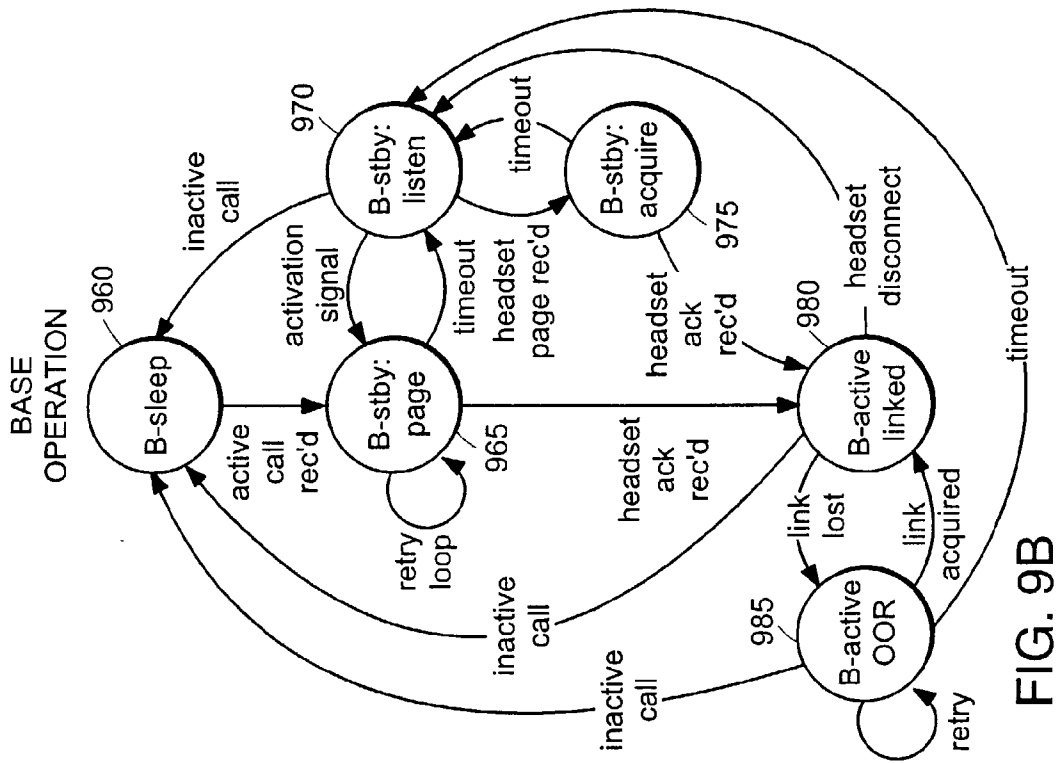 BASE
OPERATION
960
B-sleep
inactive
call
970
B-stby:
listen
activation
signal
active
call
rec'd
B-stby:
page
965
retry
loop
timeout
headset
page rec'd
timeout
B-stby:
acquire
975
headset
ack
rec'd
headset
ack
rec'd
980
B-active
linked
headset
disconnect
inactive
call
link
lost
link
acquired
985
B-active
OOR
inactive
call
retry
timeout
FIG. 9B